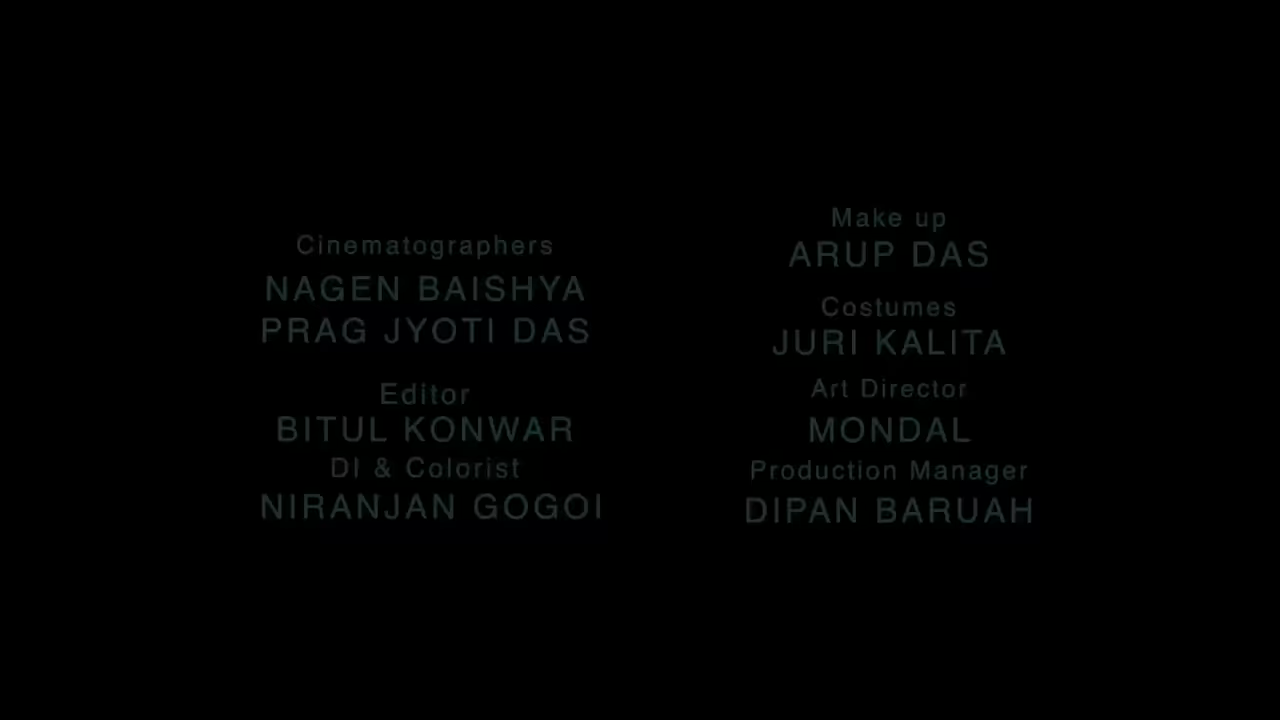 Cinematographers
NAGEN BAISHYA
PRAG JYOTI DAS
Editor
BITUL KONWAR
DI & Colorist
NIRANJAN GOGOI
Make up
ARUP DAS
Costumes
JURI KALITA
Art Director
MONDAL
Production Manager
DIPAN BARUAH